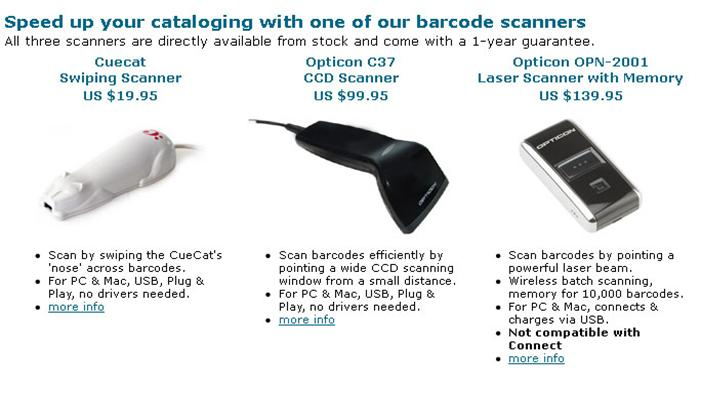 Speed up your cataloging with one of our barcode scanners
All three scanners are directly available from stock and come with a 1-year guarantee.
Cuecat
Swiping Scanner
US $19.95
Opticon C37
CCD Scanner
US $99.95
Opticon OPN-2001
Laser Scanner with Memory
US $139.95
OPTICON
OPTICON
• Scan by swiping the CueCat's
'nose' across barcodes.
• For PC & Mac, USB, Plug &
Play, no drivers needed.
• more info
• Scan barcodes efficiently by
pointing a wide CCD scanning
window from a small distance.
• For PC & Mac, USB, Plug &
Play, no drivers needed.
• more info
• Scan barcodes by pointing a
powerful laser beam.
• Wireless batch scanning,
memory for 10,000 barcodes.
• For PC & Mac, connects &
charges via USB.
• Not compatible with
Connect
• more info